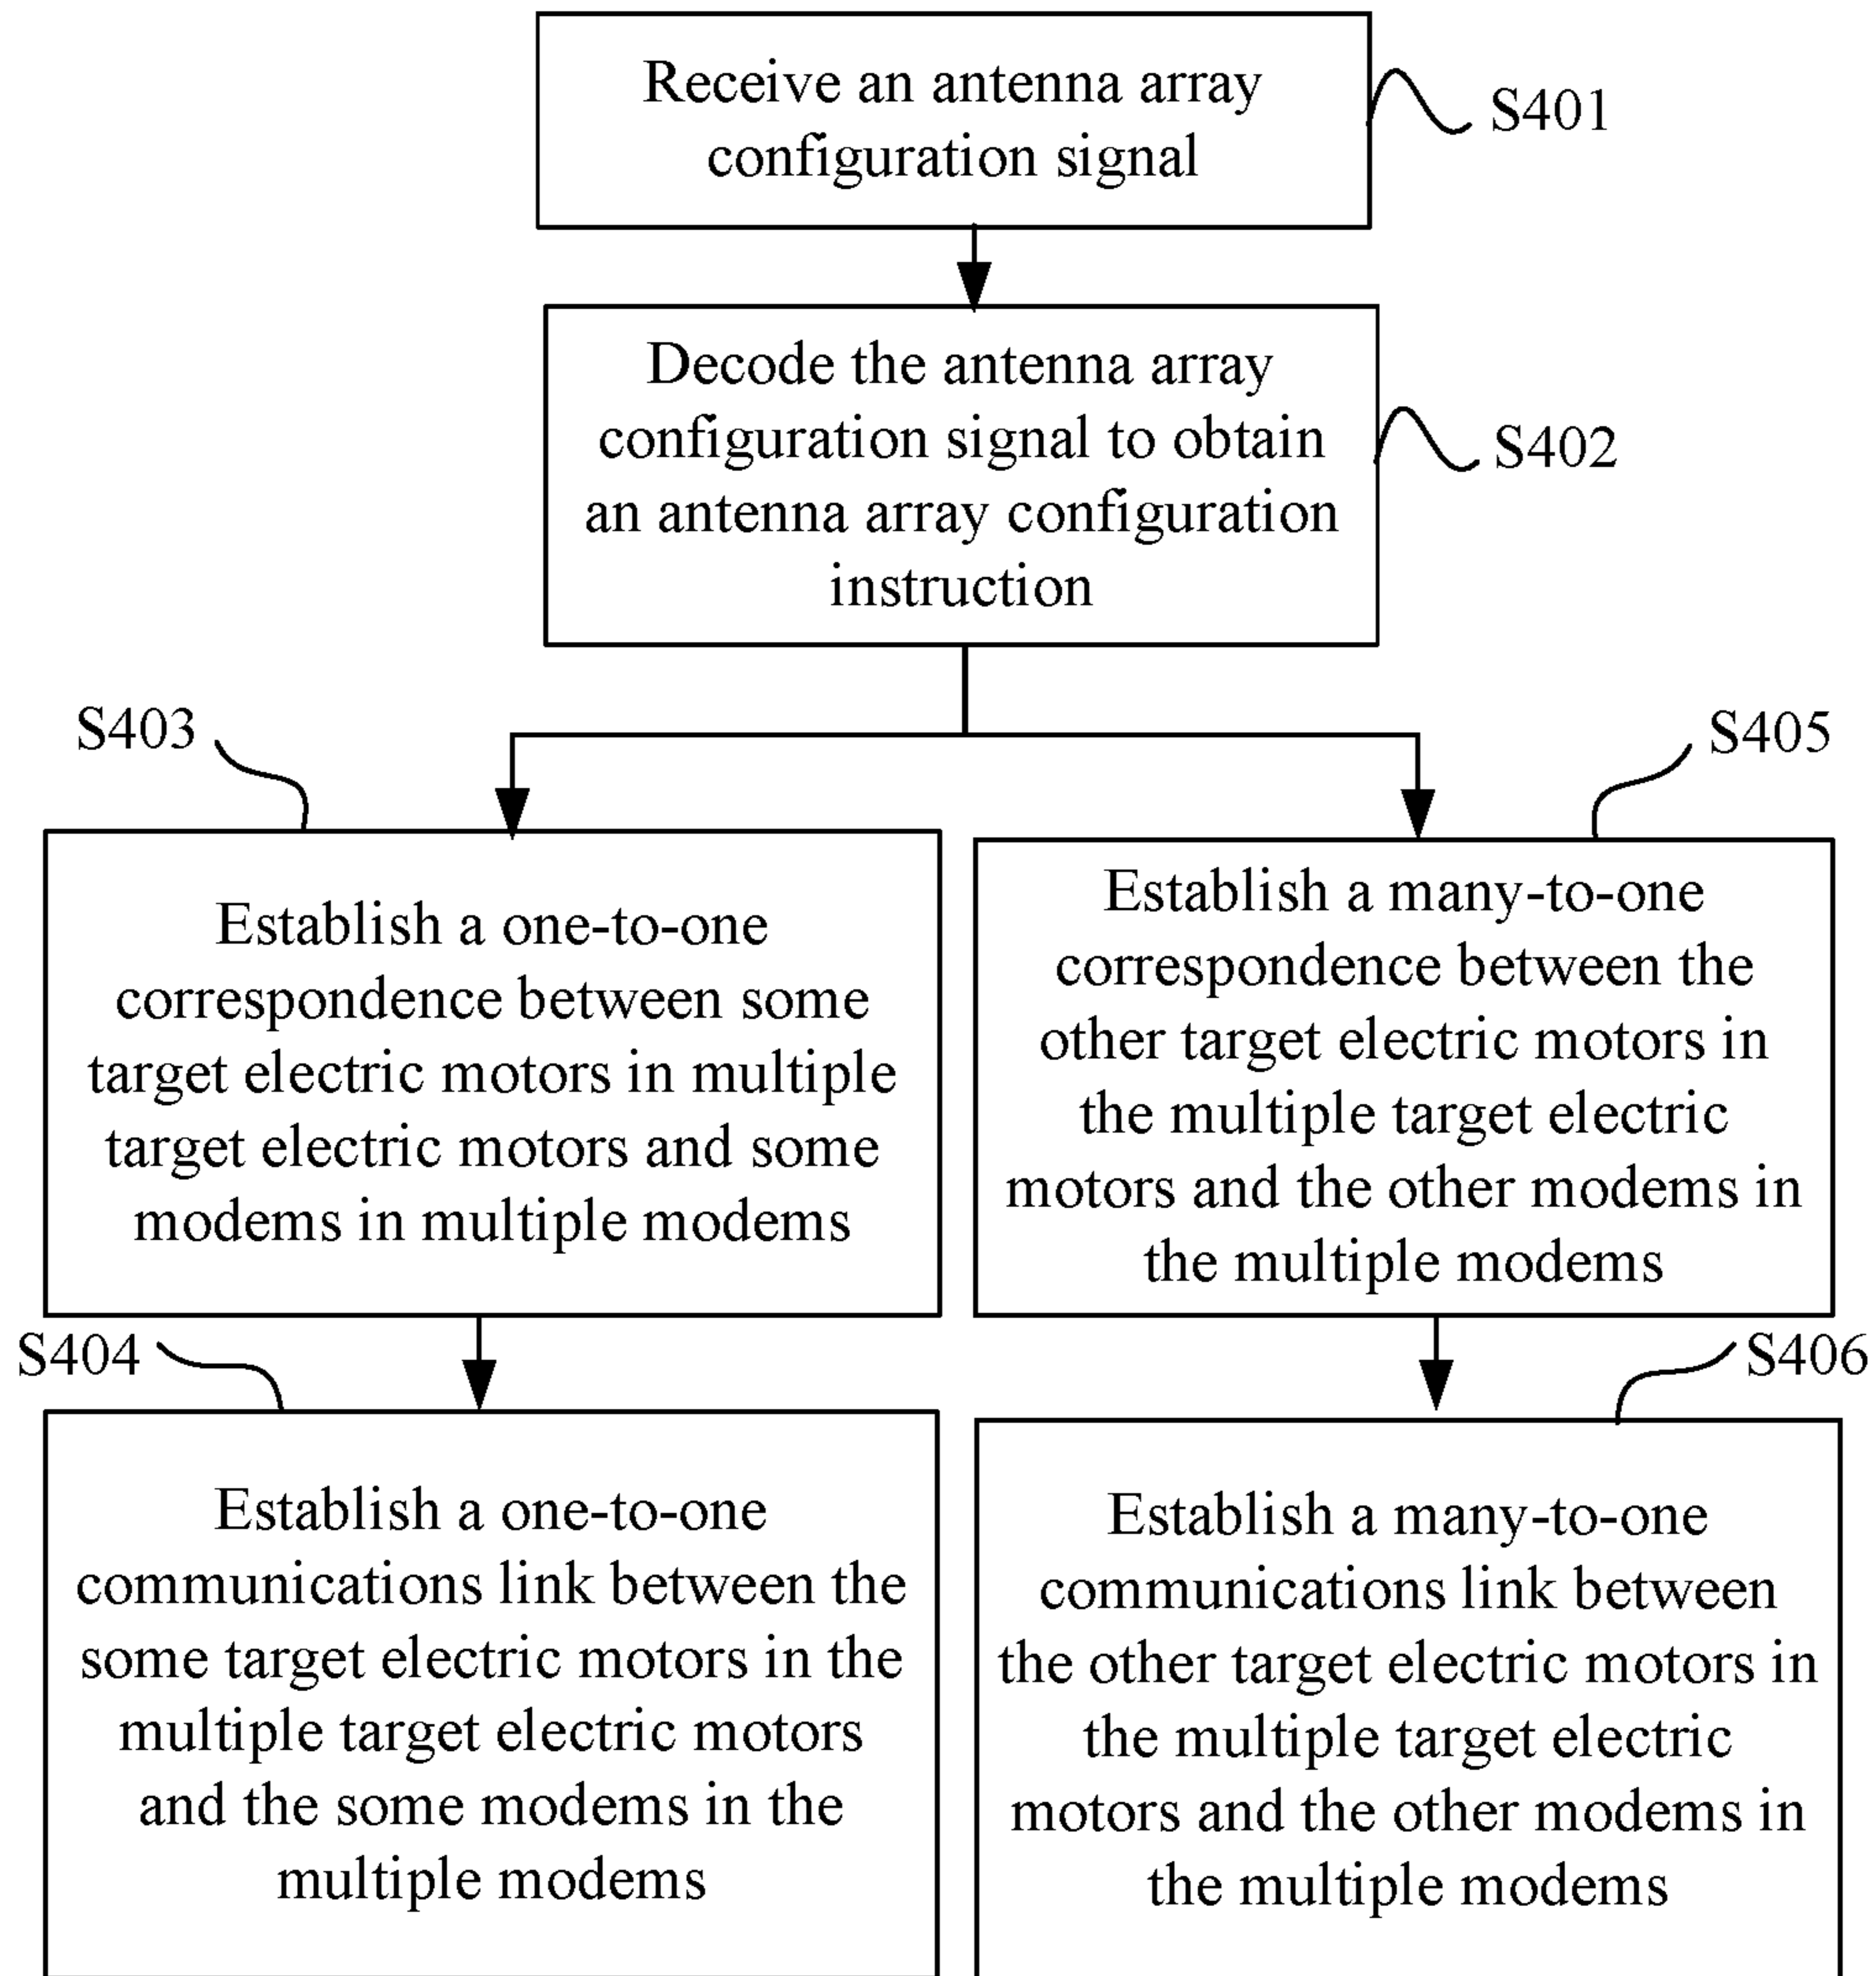 Receive an antenna array
configuration signal
S401
Decode the antenna array
configuration signal to obtain
an antenna array configuration
instruction
S402
S403
Establish a one-to-one
correspondence between some
target electric motors in multiple
target electric motors and some
modems in multiple modems
S405
Establish a many-to-one
correspondence between the
other target electric motors in
the multiple target electric
motors and the other modems in
the multiple modems
S404
Establish a one-to-one
communications link between the
some target electric motors in the
multiple target electric motors
and the some modems in the
multiple modems
S406
Establish a many-to-one
communications link between
the other target electric motors in
the multiple target electric
motors and the other modems in
the multiple modems